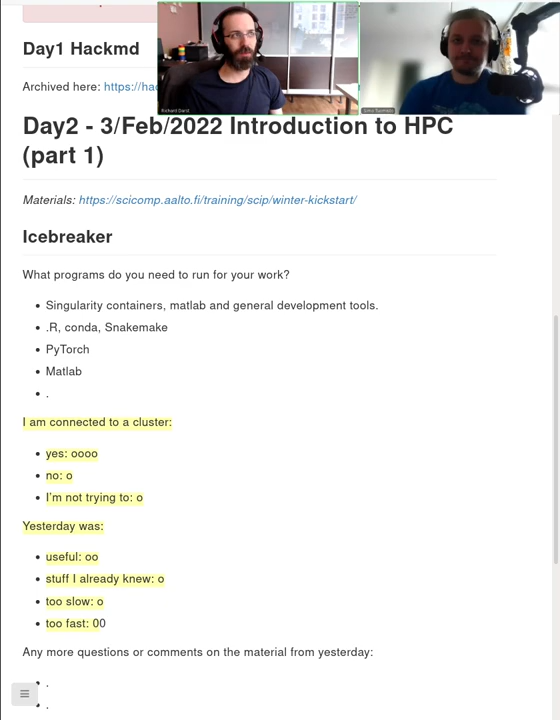 Day1 Hackmd
Archived here: https://hac
Richard Darst
Day2 - 3/Feb/2022 Introduction to HPC
(part 1)
Materials: https://scicomp.aalto.fi/training/scip/winter-kickstart/
Icebreaker
What programs do you need to run for your work?
• Singularity containers, matlab and general development tools.
• .R, conda, Snakemake
• PyTorch
• Matlab
• .
I am connected to a cluster:
• yes: oooo
• no: o
• I'm not trying to: o
Yesterday was:
• useful: oo
• stuff I already knew: o
• too slow: o
• too fast: 00
Any more questions or comments on the material from yesterday:
• .
• .